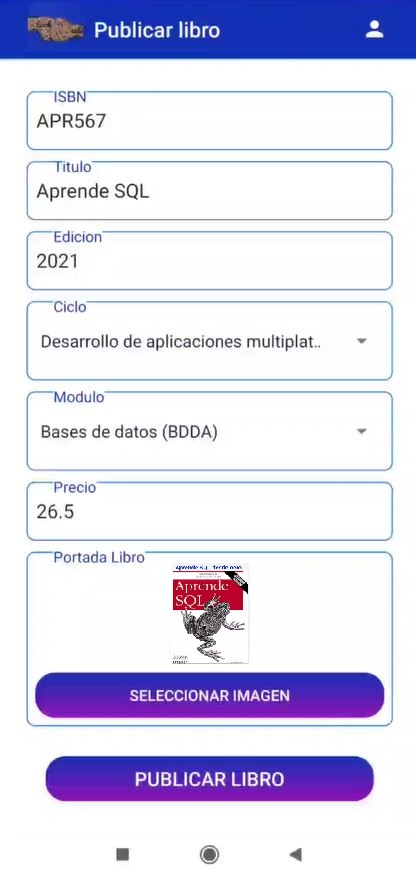 Publicar libro
ISBN
APR567
Titulo
Aprende SQL
Edicion
2021
Ciclo
Desarrollo de aplicaciones multiplat..
Modulo
Bases de datos (BDDA)
Precio
26.5
Portada Libro
Aprende
SQL
SELECCIONAR IMAGEN
PUBLICAR LIBRO